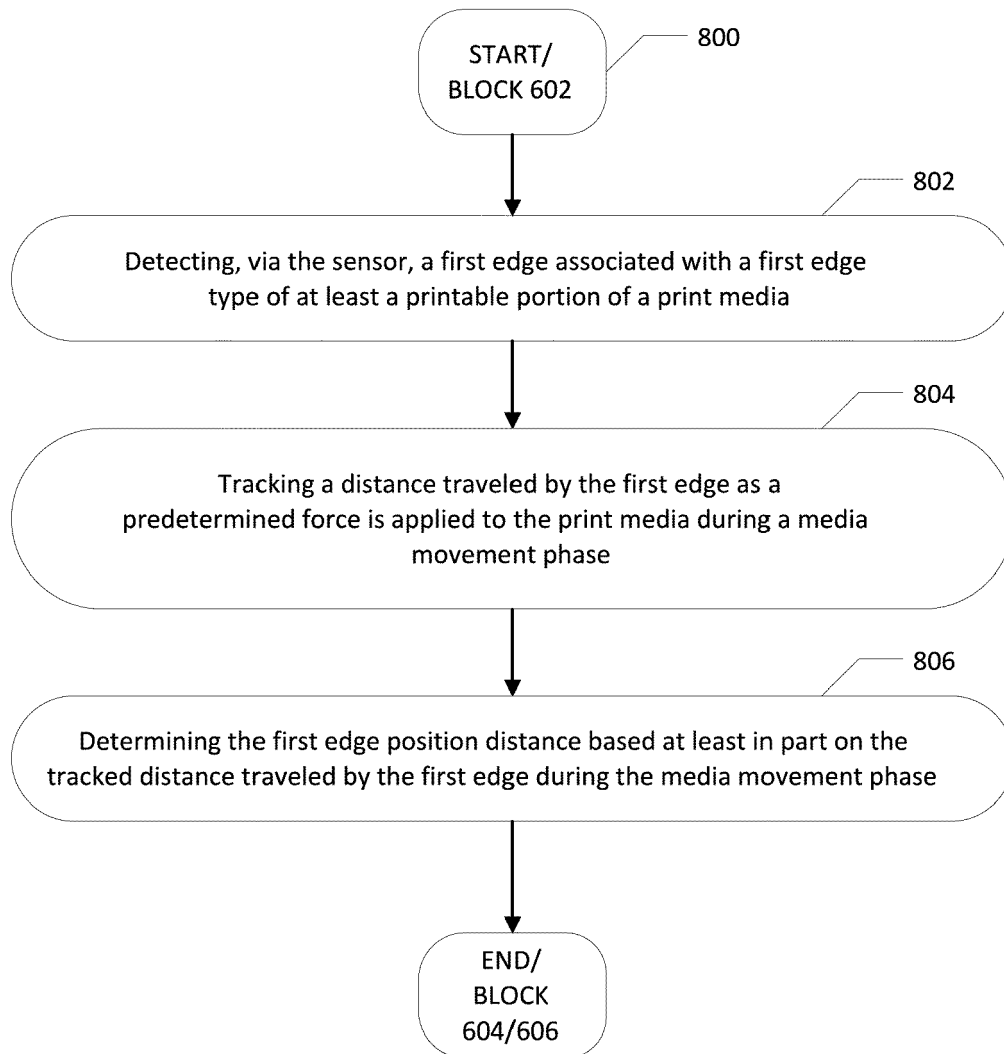 START/
BLOCK 602
800
802
Detecting, via the sensor, a first edge associated with a first edge
type of at least a printable portion of a print media
804
Tracking a distance traveled by the first edge as a
predetermined force is applied to the print media during a media
movement phase
806
Determining the first edge position distance based at least in part on the
tracked distance traveled by the first edge during the media movement phase
END/
BLOCK
604/606